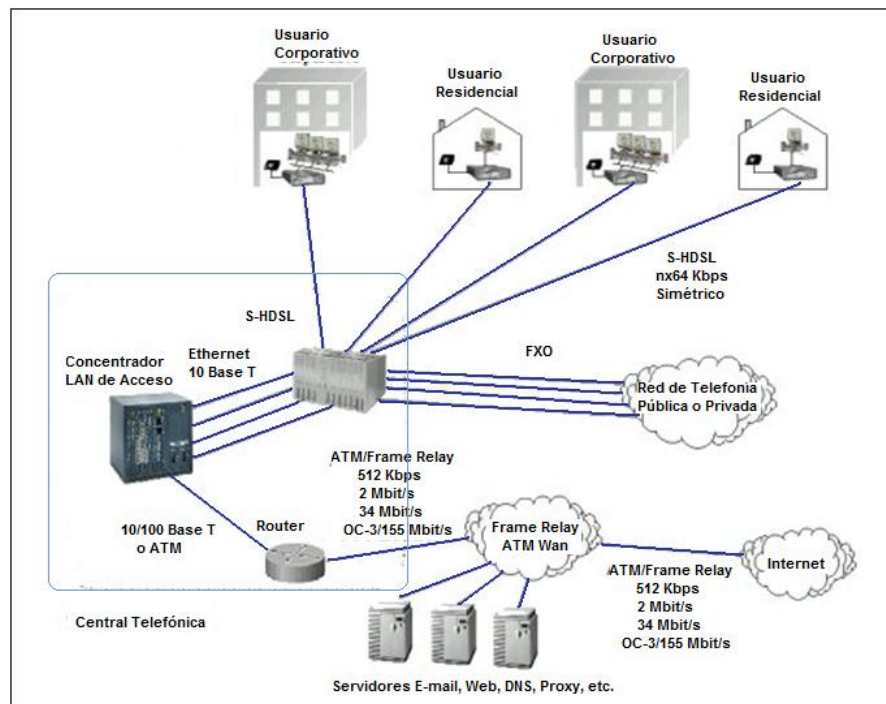 Usuario
Corporativo
Usuario
Residencial
Usuario
Corporativo
Usuario
Residencial
S-HDSL
nx64 Kbps
Simétrico
S-HDSL
Concentrador
LAN de Acceso
Ethernet
10 Base T
FXO
Red de Telefonia
Pública o Privada
ATM/Frame Relay
512 Kbps
2 Mbit/s
34 Mbit/s
OC-3/155 Mbit/s
10/100 Base T
o ATM
Router
Frame Relay
ATM Wan
Internet
ATM/Frame Relay
512 Kbps
2 Mbit/s
34 Mbit/s
OC-3/155 Mbit/s
Central Telefónica
Servidores E-mail, Web, DNS, Proxy, etc.